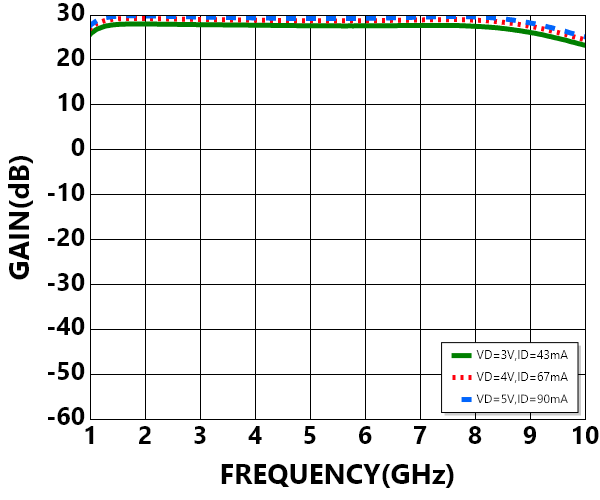 30
20
10
0
-10
-20
-30
-40
-50
-60
GAIN(dB)
VD=3V,ID=43mA
VD=4V,ID=67mA
VD=5V,ID=90mA
1 2 3 4 5 6 7 8 9 10
FREQUENCY(GHz)